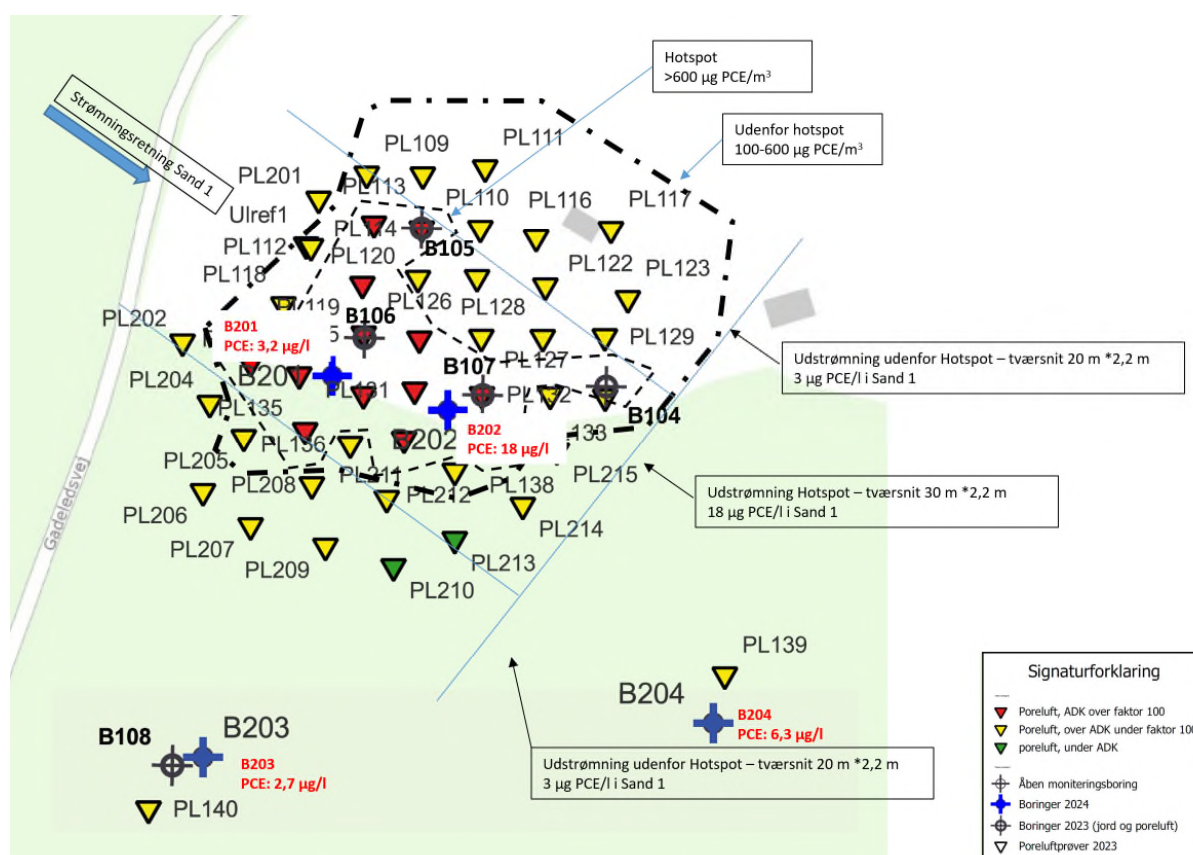 Hotspot
>600 µg PCE/m³
Udenfor hotspot
100-600 µg PCE/m³
Strømningsretning Sand 1
PL111
PL109
PL201
PL113
PL110
PL116
PL117
Ulref1
PL114
B105
PL112
PL120
PL122
PL123
PL118
PL126
PL128
PL119
PL202
B106
PL129
B201
PCE: 3,2 µg/l
5
B107
PL127
Udstrømning udenfor Hotspot – tværsnit 20 m *2,2 m
3 µg PCE/l i Sand 1
PL204
B20
PL131
PL132
B104
PL135
B202
PCE: 18 µg/l
PL136
B202
133
PL205
PL208
PL211
PL212
PL138
PL215
Udstrømning Hotspot – tværsnit 30 m *2,2 m
18 µg PCE/l i Sand 1
PL206
PL214
PL207
PL209
PL213
PL210
Gadeledsvej
PL139
B204
B204
PCE: 6,3 µg/l
B108
B203
B203
PCE: 2,7 µg/l
PL140
Udstrømning udenfor Hotspot – tværsnit 20 m *2,2 m
3 µg PCE/l i Sand 1
Signaturforklaring
Poreluft, ADK over faktor 100
Poreluft, over ADK under faktor 100
poreluft, under ADK
Åben moniteringsboring
Boringer 2024
Boringer 2023 (jord og poreluft)
Poreluftprøver 2023